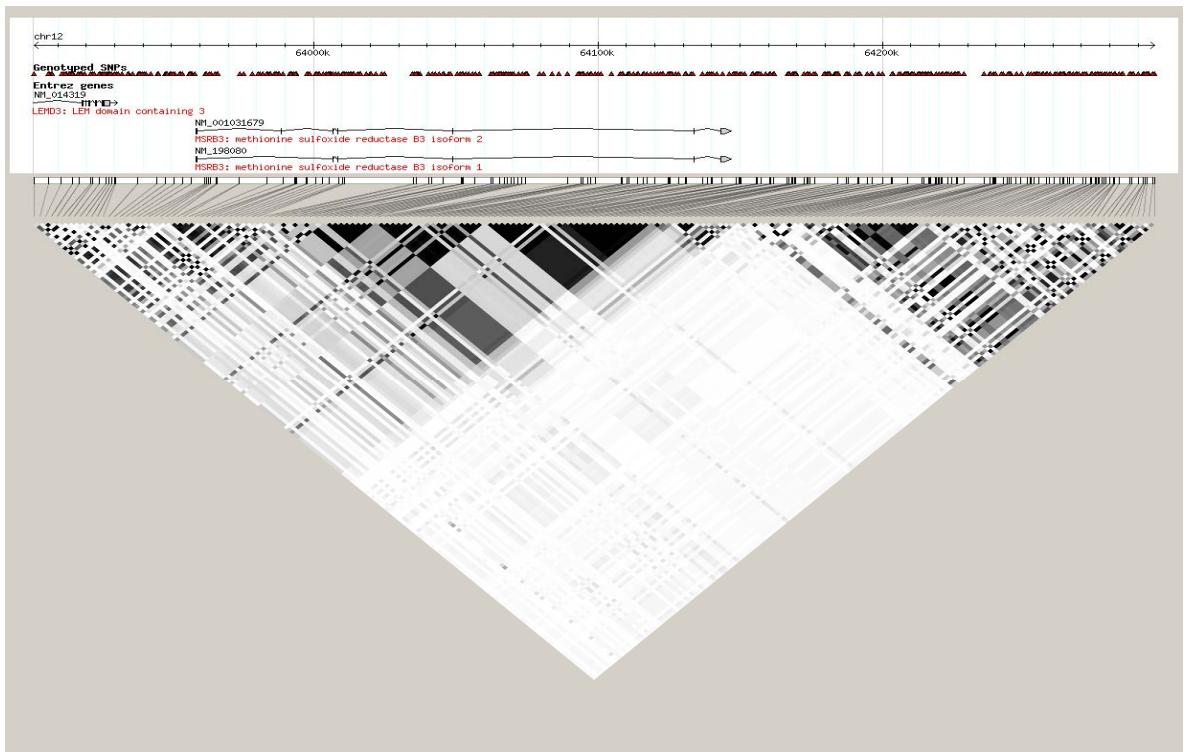 chr12
64000k 64100k 64200k
Genotyped SNPs
Entrez genes
NM_014319
LEMD3: LEM domain containing 3
NM_001031679
MSRB3: methionine sulfoxide reductase B3 isoform 2
NM_198080
MSRB3: methionine sulfoxide reductase B3 isoform 1